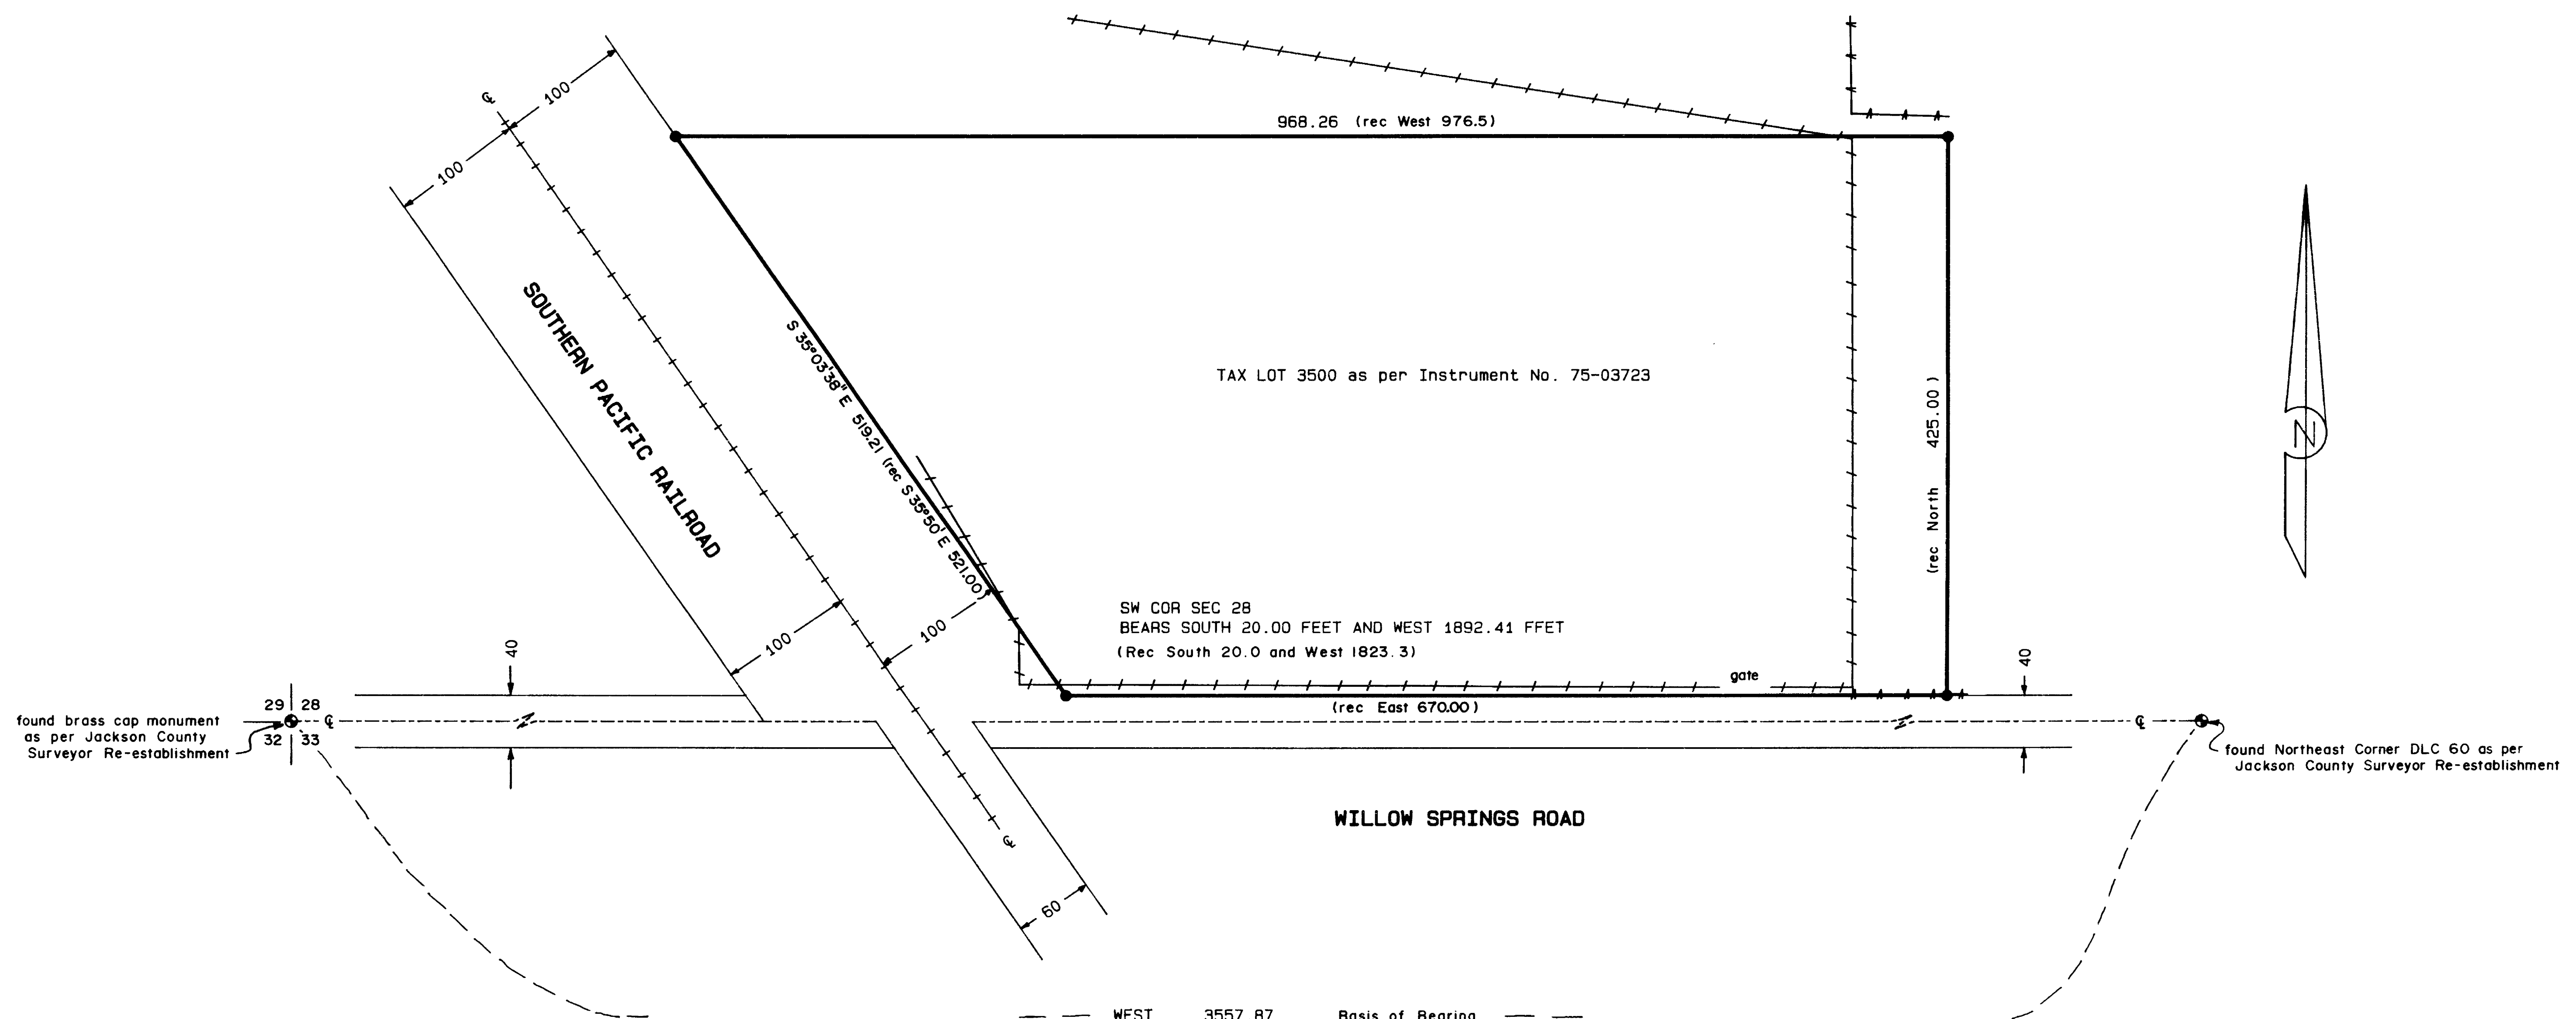 100
100
℄
968.26 (rec West 976.5)
SOUTHERN PACIFIC RAILROAD
S 35°03'38" E 519.21 (rec S 35°50' E 521.00)
TAX LOT 3500 as per Instrument No. 75-03723
(rec North 425.00)
N
SW COR SEC 28
BEARS SOUTH 20.00 FEET AND WEST 1892.41 FFET
(Rec South 20.0 and West 1823.3)
100
100
40
40
gate
(rec East 670.00)
29 28
32 33
℄
℄
found brass cap monument
as per Jackson County
Surveyor Re-establishment
found Northeast Corner DLC 60 as per
Jackson County Surveyor Re-establishment
WILLOW SPRINGS ROAD
℄
60
WEST 3557.87 Basis of Bearing